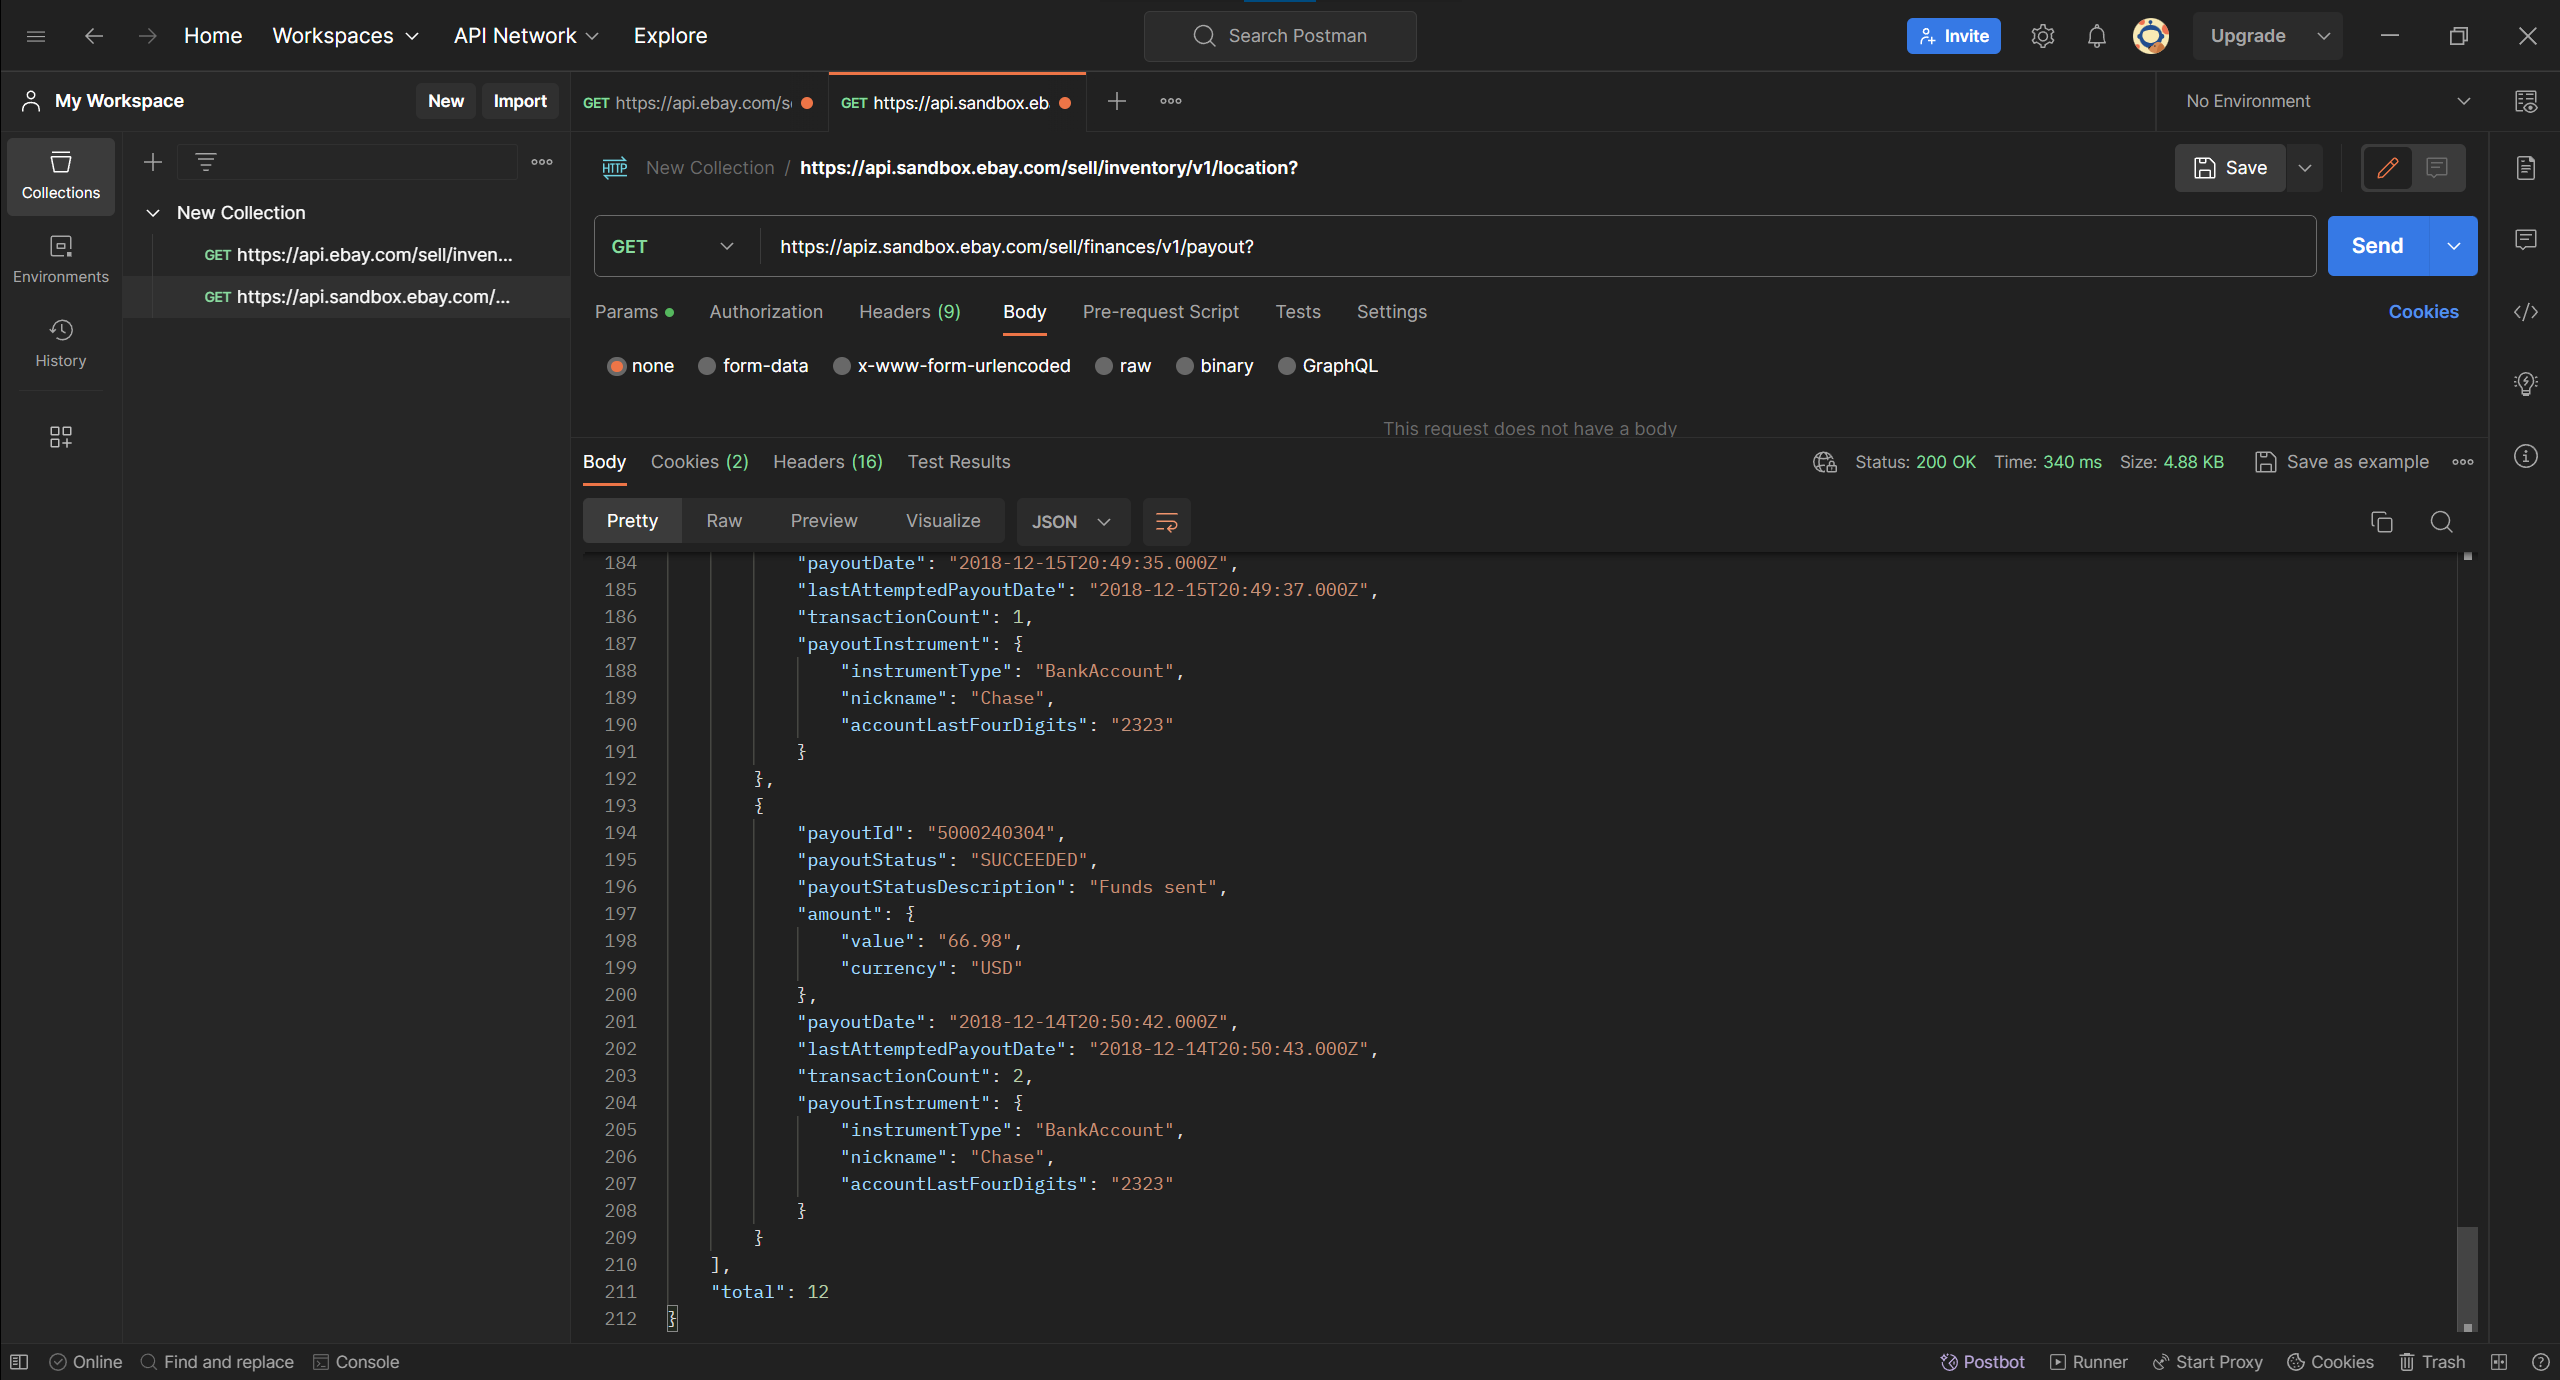 Home
Workspaces
API Network
Explore
Search Postman
Invite
Upgrade
My Workspace
New
Import
GET https://api.ebay.com/s
GET https://api.sandbox.eb
No Environment
Collections
Environments
History
New Collection
GET https://api.ebay.com/sell/inven...
GET https://api.sandbox.ebay.com/...
HTTP New Collection / https://api.sandbox.ebay.com/sell/inventory/v1/location?
Save
GET
https://apiz.sandbox.ebay.com/sell/finances/v1/payout?
Send
Params
Authorization
Headers (9)
Body
Pre-request Script
Tests
Settings
Cookies
none
form-data
x-www-form-urlencoded
raw
binary
GraphQL
This request does not have a body
Body
Cookies (2)
Headers (16)
Test Results
Status: 200 OK
Time: 340 ms
Size: 4.88 KB
Save as example
Pretty
Raw
Preview
Visualize
JSON
184 "payoutDate": "2018-12-15T20:49:35.000Z",
185 "lastAttemptedPayoutDate": "2018-12-15T20:49:37.000Z",
186 "transactionCount": 1,
187 "payoutInstrument": {
188 "instrumentType": "BankAccount",
189 "nickname": "Chase",
190 "accountLastFourDigits": "2323"
191 }
192 },
193 {
194 "payoutId": "5000240304",
195 "payoutStatus": "SUCCEEDED",
196 "payoutStatusDescription": "Funds sent",
197 "amount": {
198 "value": "66.98",
199 "currency": "USD"
200 },
201 "payoutDate": "2018-12-14T20:50:42.000Z",
202 "lastAttemptedPayoutDate": "2018-12-14T20:50:43.000Z",
203 "transactionCount": 2,
204 "payoutInstrument": {
205 "instrumentType": "BankAccount",
206 "nickname": "Chase",
207 "accountLastFourDigits": "2323"
208 }
209 }
210 ],
211 "total": 12
212 }
Online
Find and replace
Console
Postbot
Runner
Start Proxy
Cookies
Trash